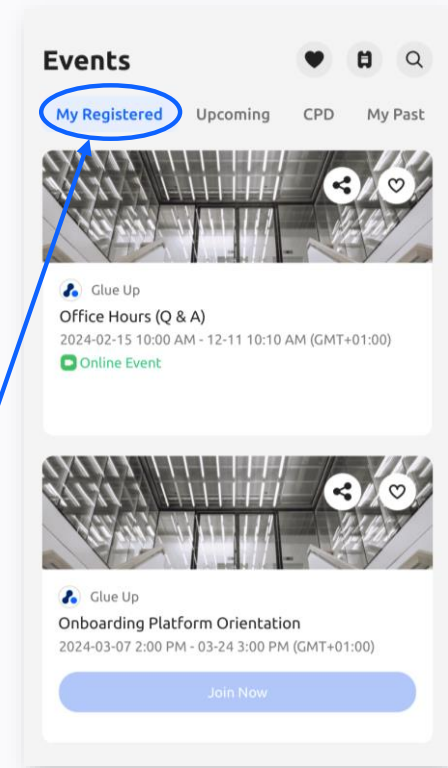 Events
My Registered Upcoming CPD My Past
Glue Up
Office Hours (Q & A)
2024-02-15 10:00 AM - 12-11 10:10 AM (GMT+01:00)
Online Event
Glue Up
Onboarding Platform Orientation
2024-03-07 2:00 PM - 03-24 3:00 PM (GMT+01:00)
Join Now